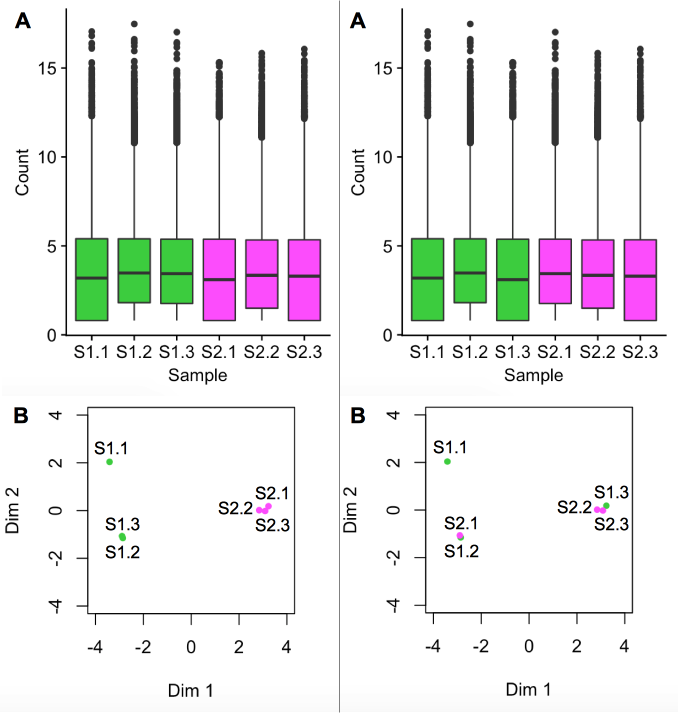 A
A
Count
15
10
5
0
S1.1 S1.2 S1.3 S2.1 S2.2 S2.3
Sample
Count
15
10
5
0
S1.1 S1.2 S1.3 S2.1 S2.2 S2.3
Sample
B
Dim 2
4
2
0
-2
-4
S1.1
S2.1
S2.2
S2.3
S1.3
S1.2
-4 -2 0 2 4
Dim 1
B
Dim 2
4
2
0
-2
-4
S1.1
S1.3
S2.2
S2.3
S2.1
S1.2
-4 -2 0 2 4
Dim 1